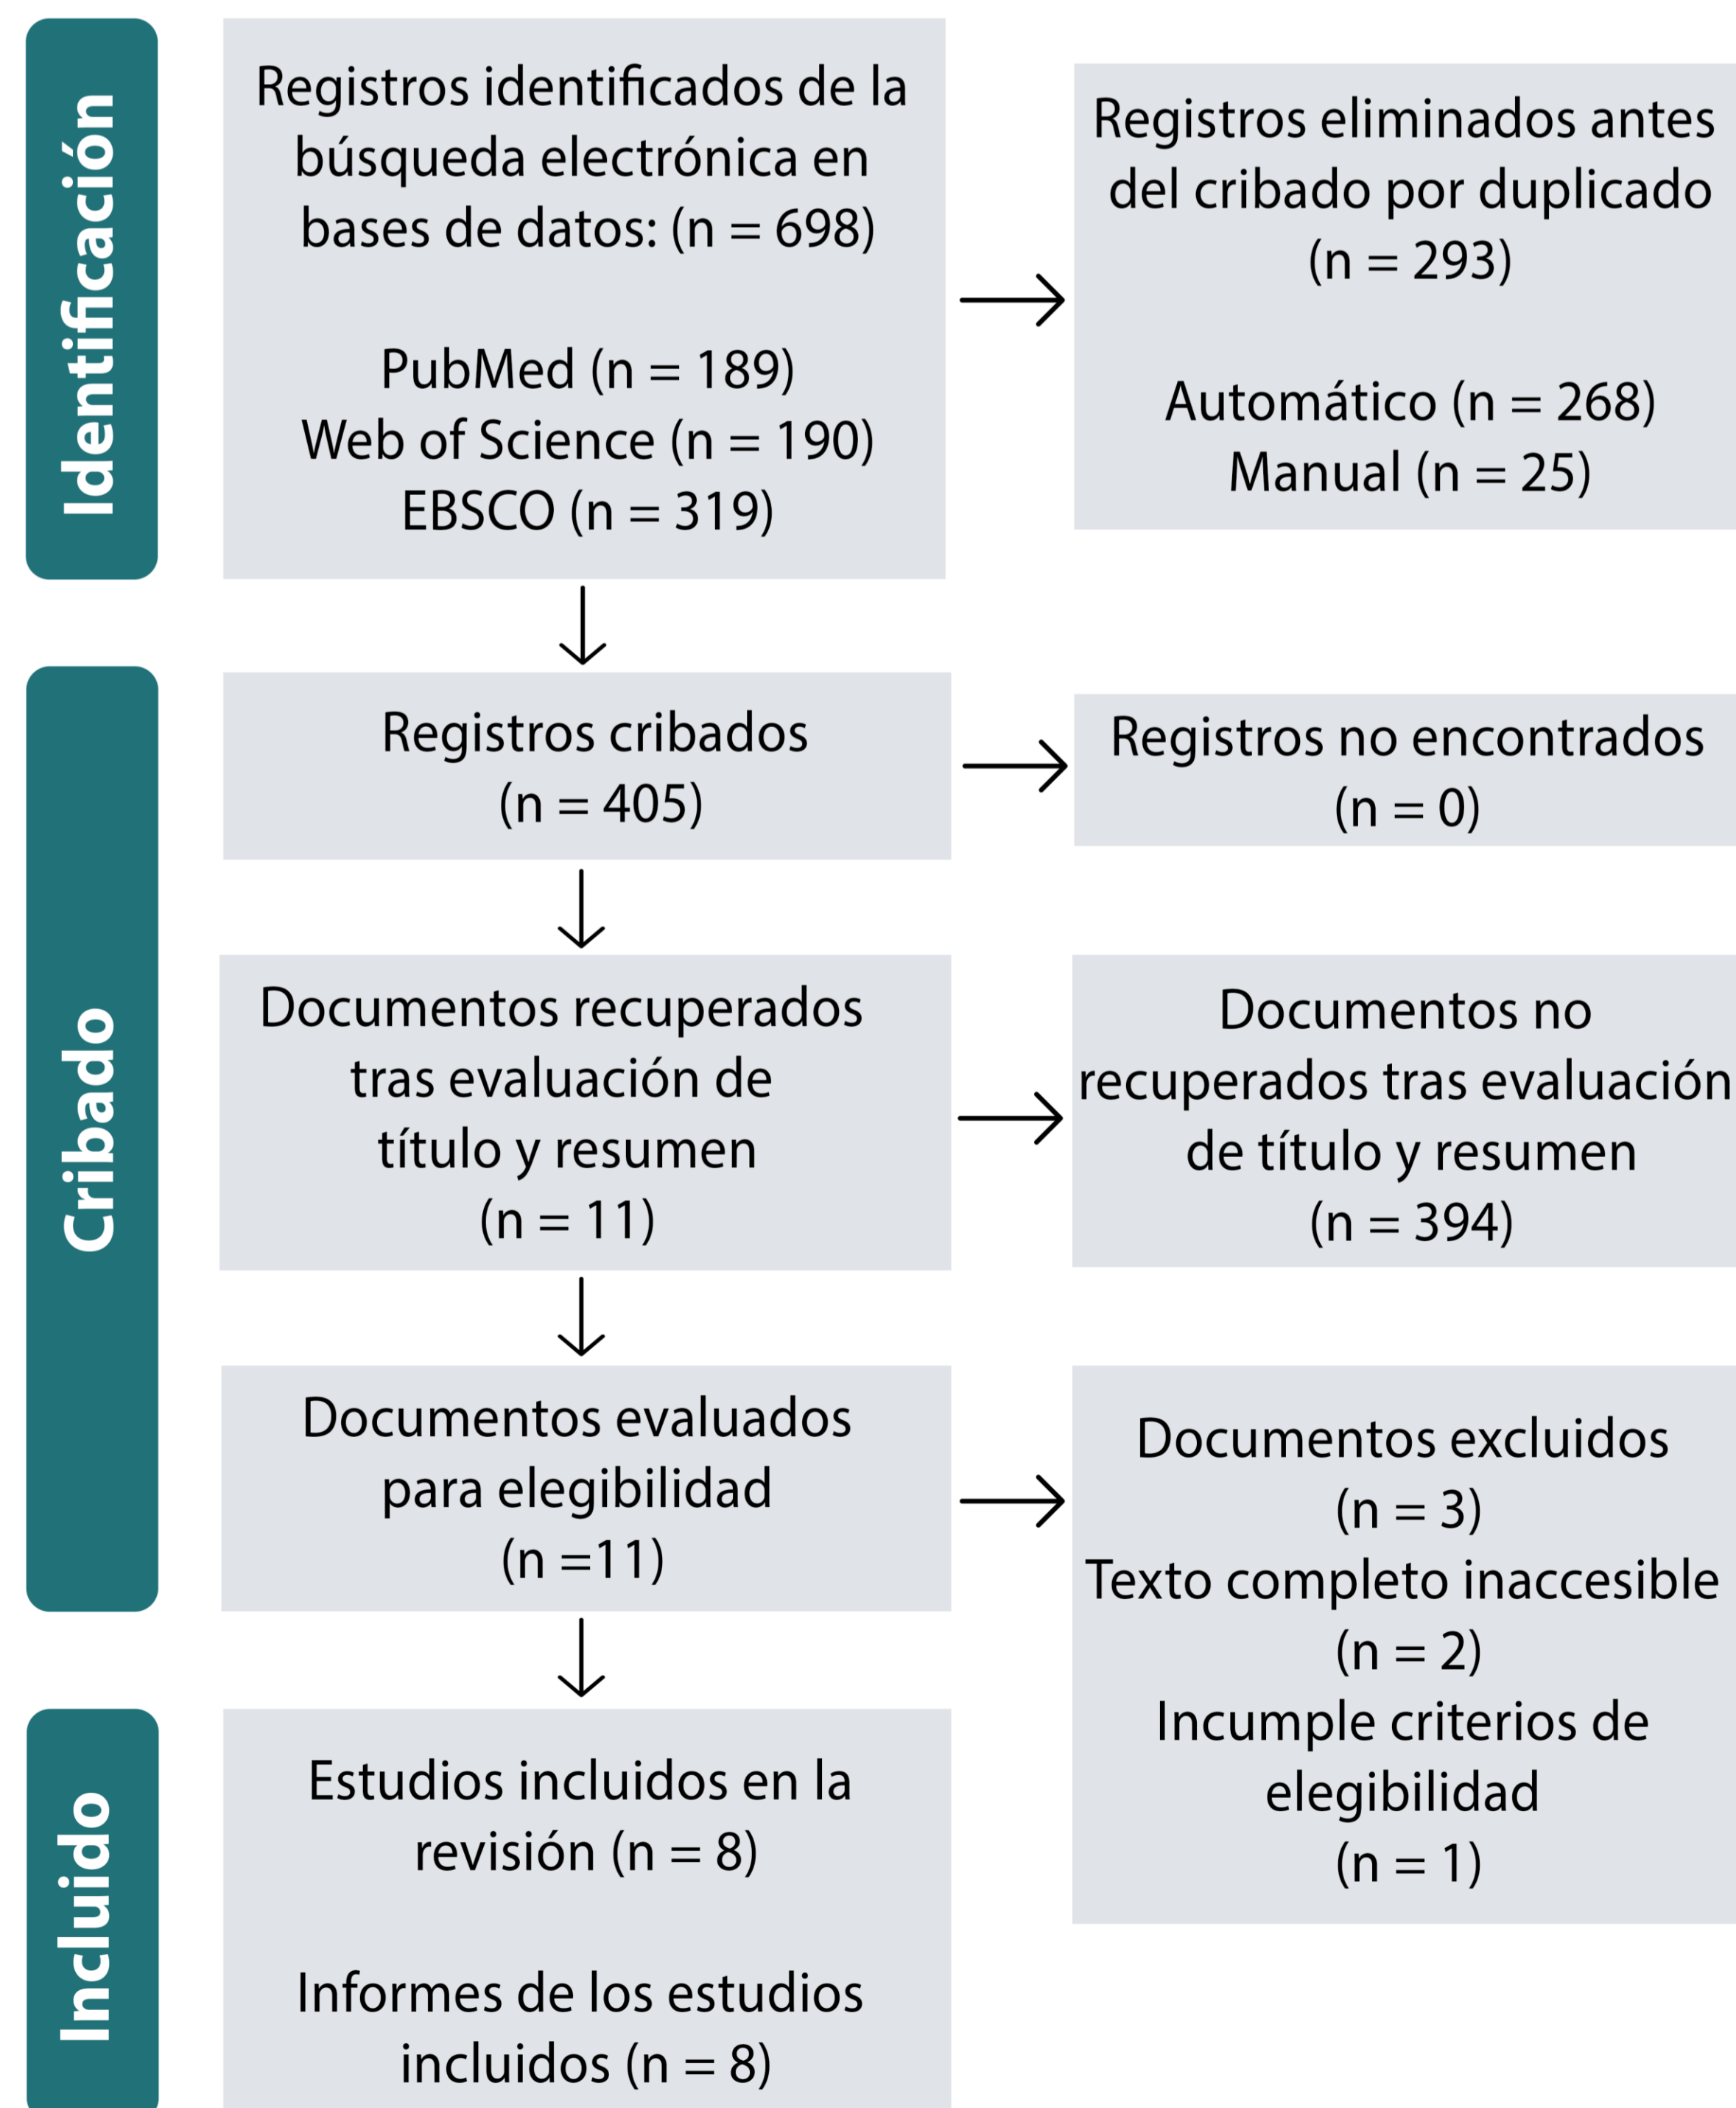 Identificación
Registros identificados de la
búsqueda electrónica en
bases de datos: (n = 698)
PubMed (n = 189)
Web of Science (n = 190)
EBSCO (n = 319)
Registros eliminados antes
del cribado por duplicado
(n = 293)
Automático (n = 268)
Manual (n = 25)
Cribado
Registros cribados
(n = 405)
Registros no encontrados
(n = 0)
Documentos recuperados
tras evaluación de
título y resumen
(n = 11)
Documentos no
recuperados tras evaluación
de título y resumen
(n = 394)
Documentos evaluados
para elegibilidad
(n =11)
Documentos excluidos
(n = 3)
Texto completo inaccesible
(n = 2)
Incumple criterios de
elegibilidad
(n = 1)
Incluido
Estudios incluidos en la
revisión (n = 8)
Informes de los estudios
incluidos (n = 8)